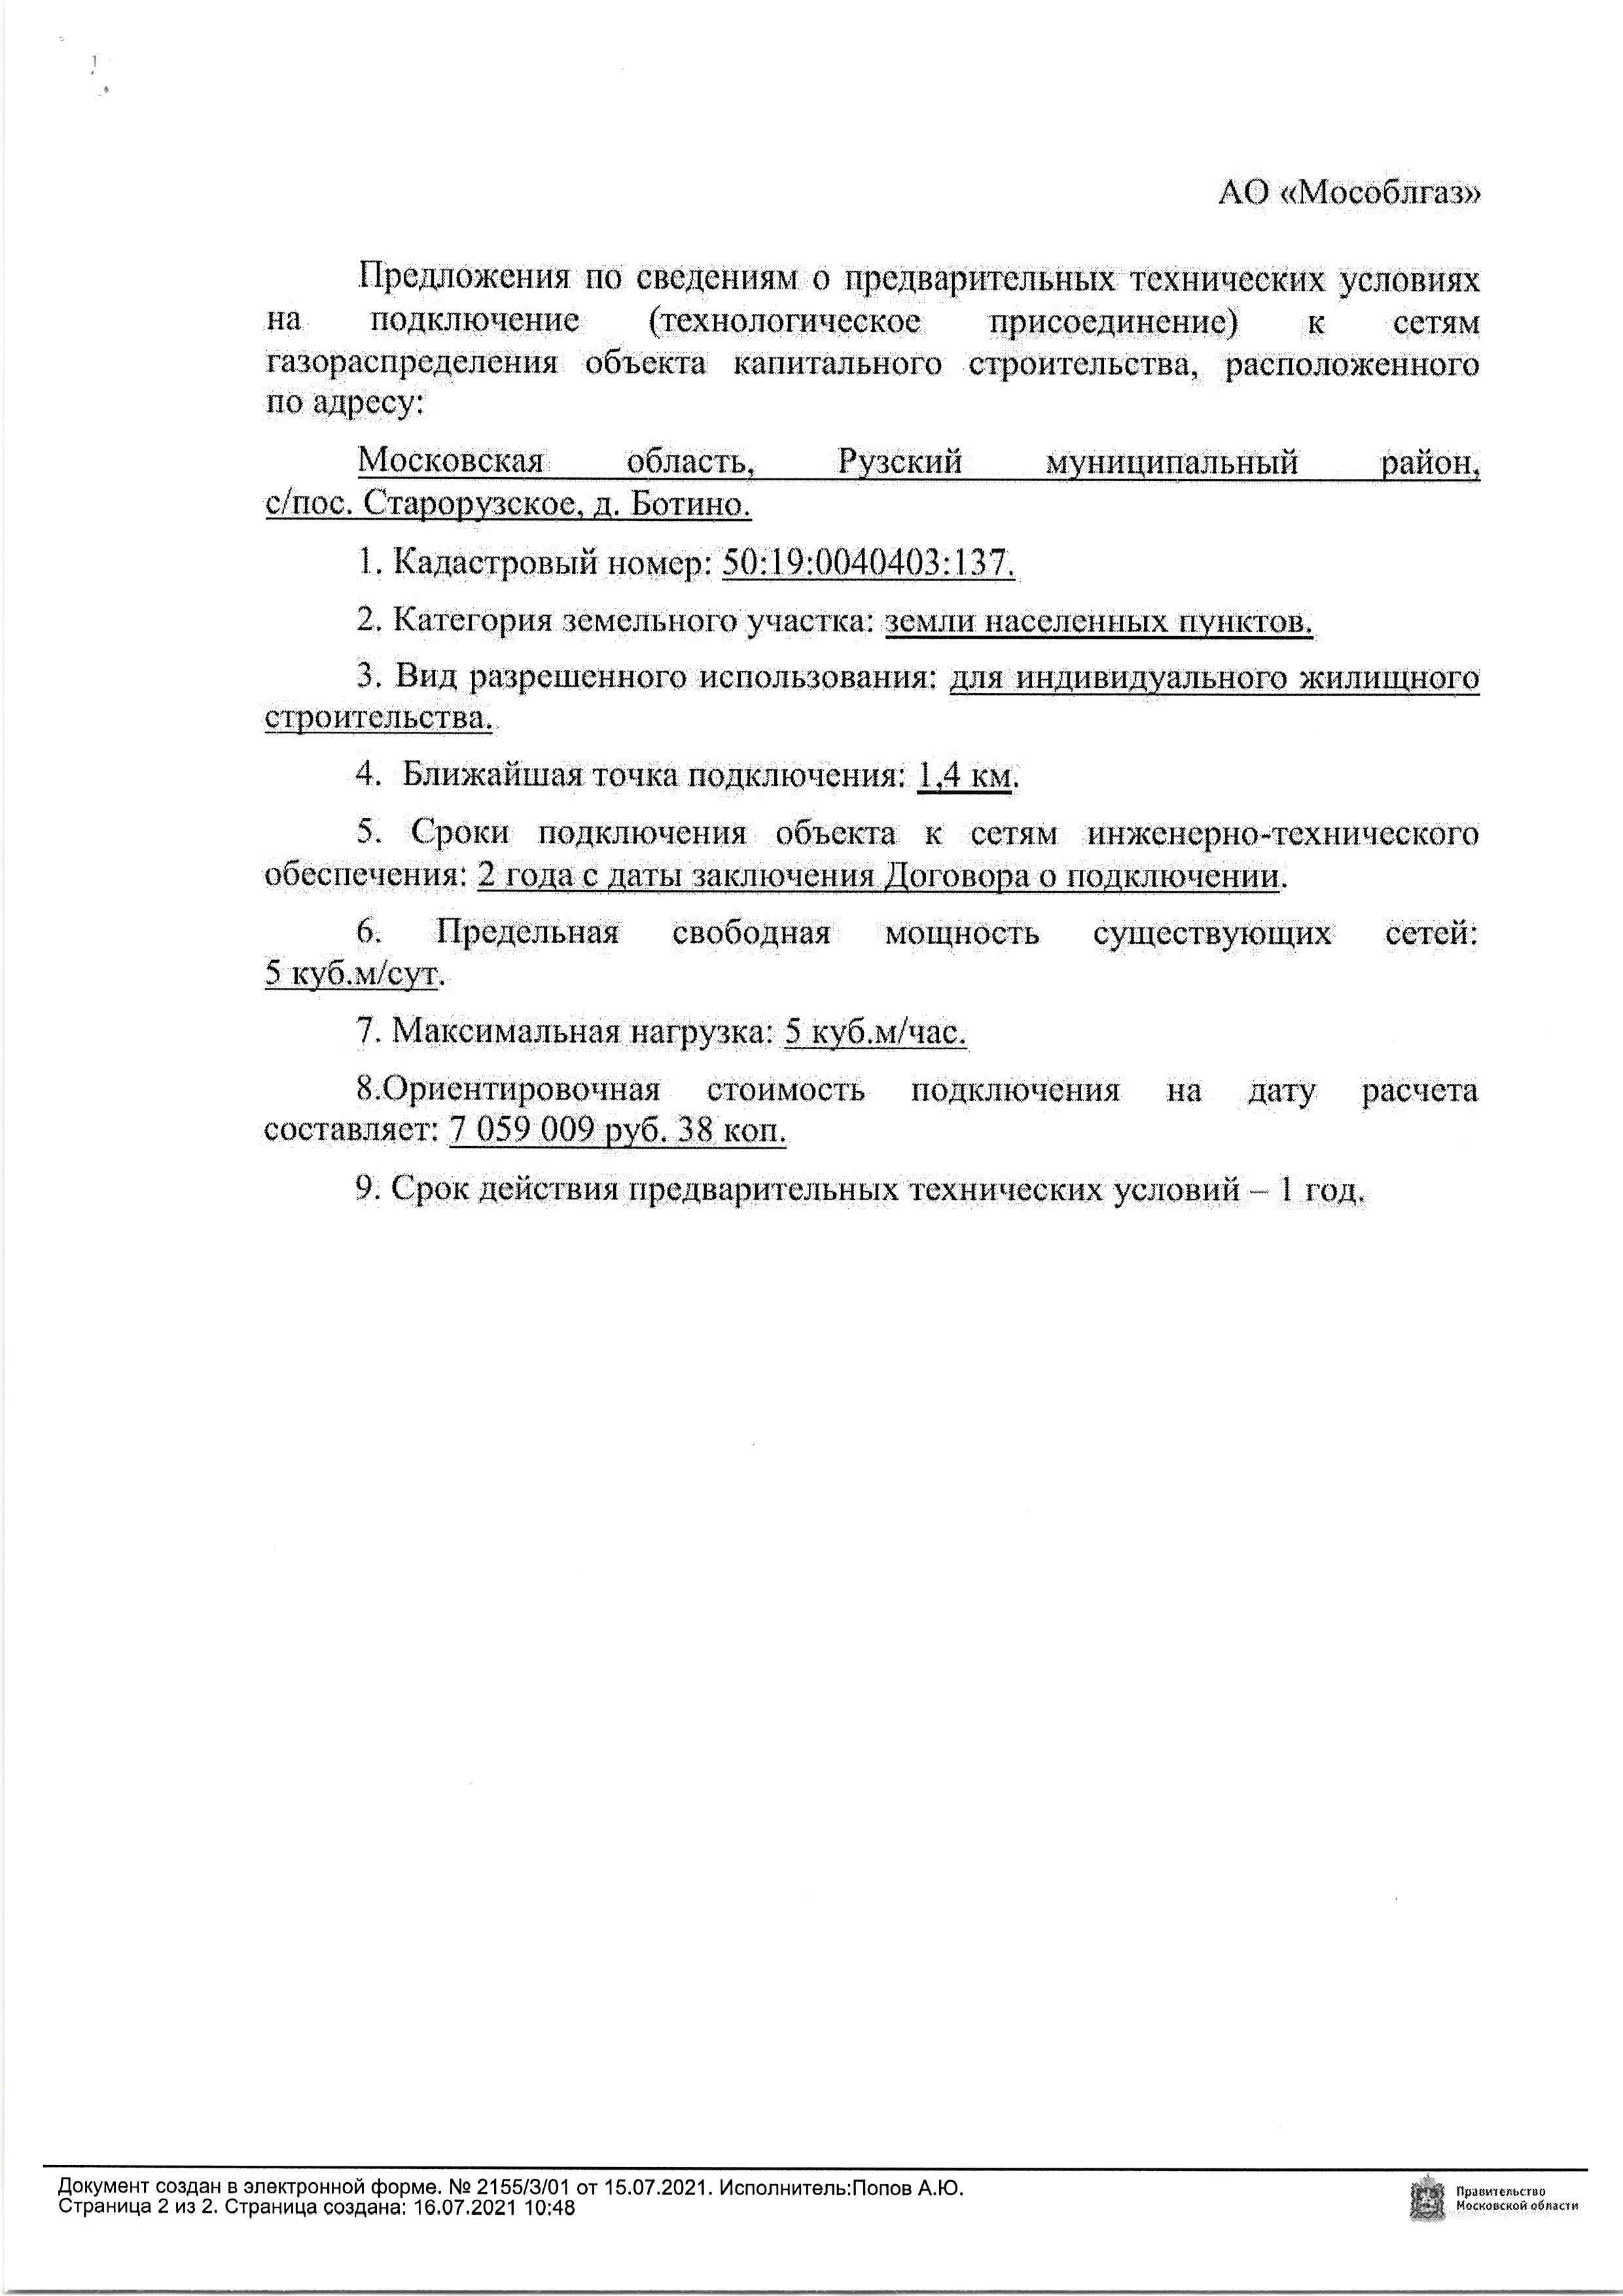 АО «Мособлгаз»
Предложения по сведениям о предварительных технических условиях
на подключение (технологическое присоединение) к сетям
газораспределения объекта капитального строительства, расположенного
по адресу:
Московская область, Рузский муниципальный район,
с/пос. Старорузское, д. Ботино.
1. Кадастровый номер: 50:19:0040403:137.
2. Категория земельного участка: земли населенных пунктов.
3. Вид разрешенного использования: для индивидуального жилищного
строительства.
4. Ближайшая точка подключения: 1,4 км.
5. Сроки подключения объекта к сетям инженерно-технического
обеспечения: 2 года с даты заключения Договора о подключении.
6. Предельная свободная мощность существующих сетей:
5 куб.м/сут.
7. Максимальная нагрузка: 5 куб.м/час.
8.Ориентировочная стоимость подключения на дату расчета
составляет: 7 059 009 руб. 38 коп.
9. Срок действия предварительных технических условий – 1 год.
Документ создан в электронной форме. № 2155/3/01 от 15.07.2021. Исполнитель:Попов А.Ю.
Страница 2 из 2. Страница создана: 16.07.2021 10:48
Правительство
Московской области